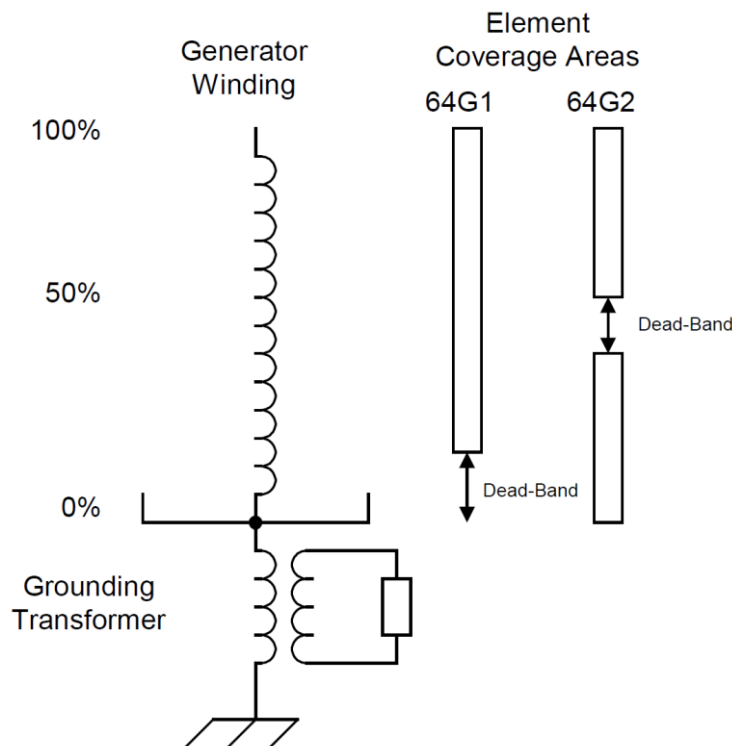 Generator
Winding
Element
Coverage Areas
64G1
64G2
100%
50%
0%
Dead-Band
Dead-Band
Grounding
Transformer